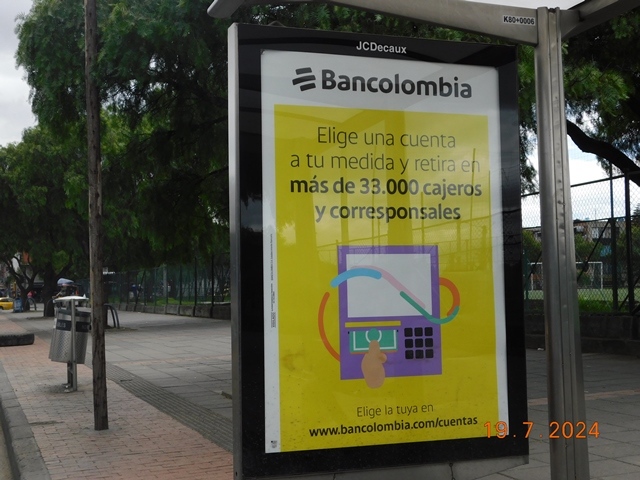 K80+0006
JCDecaux
Bancolombia
Elige una cuenta
a tu medida y retira en
más de 33.000 cajeros
y corresponsales
Elige la tuya en
www.bancolombia.com/cuentas
19.7.2024